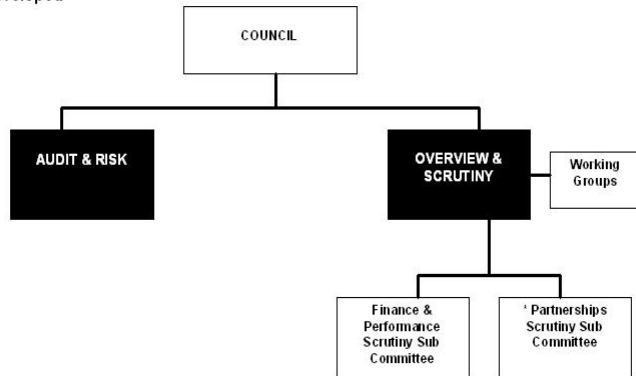 COUNCIL
AUDIT & RISK
OVERVIEW &
SCRUTINY
Working
Groups
Finance &
Performance
Scrutiny Sub
Committee
* Partnerships
Scrutiny Sub
Committee